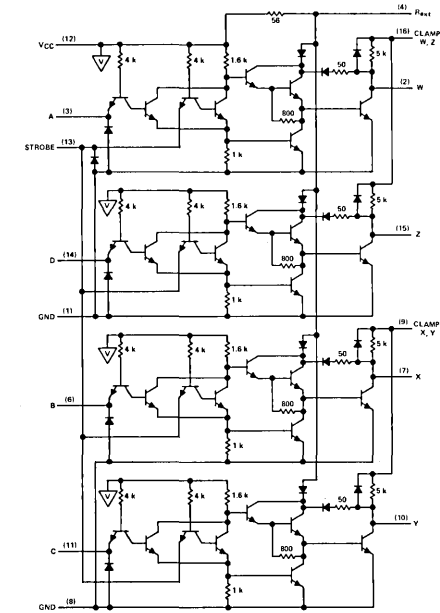 (4) Rext
56
(16) CLAMP
W, Z
VCC (12)
V
4 k
4 k
1.6 k
5 k
50
(2) W
A (3)
800
STROBE (13)
1 k
V
4 k
4 k
1.6 k
5 k
50
(15) Z
D (14)
800
1 k
GND (1)
(9) CLAMP
X, Y
V
4 k
4 k
1.6 k
5 k
50
(7) X
B (6)
800
1 k
V
4 k
4 k
1.6 k
5 k
50
(10) Y
C (11)
800
1 k
GND (8)